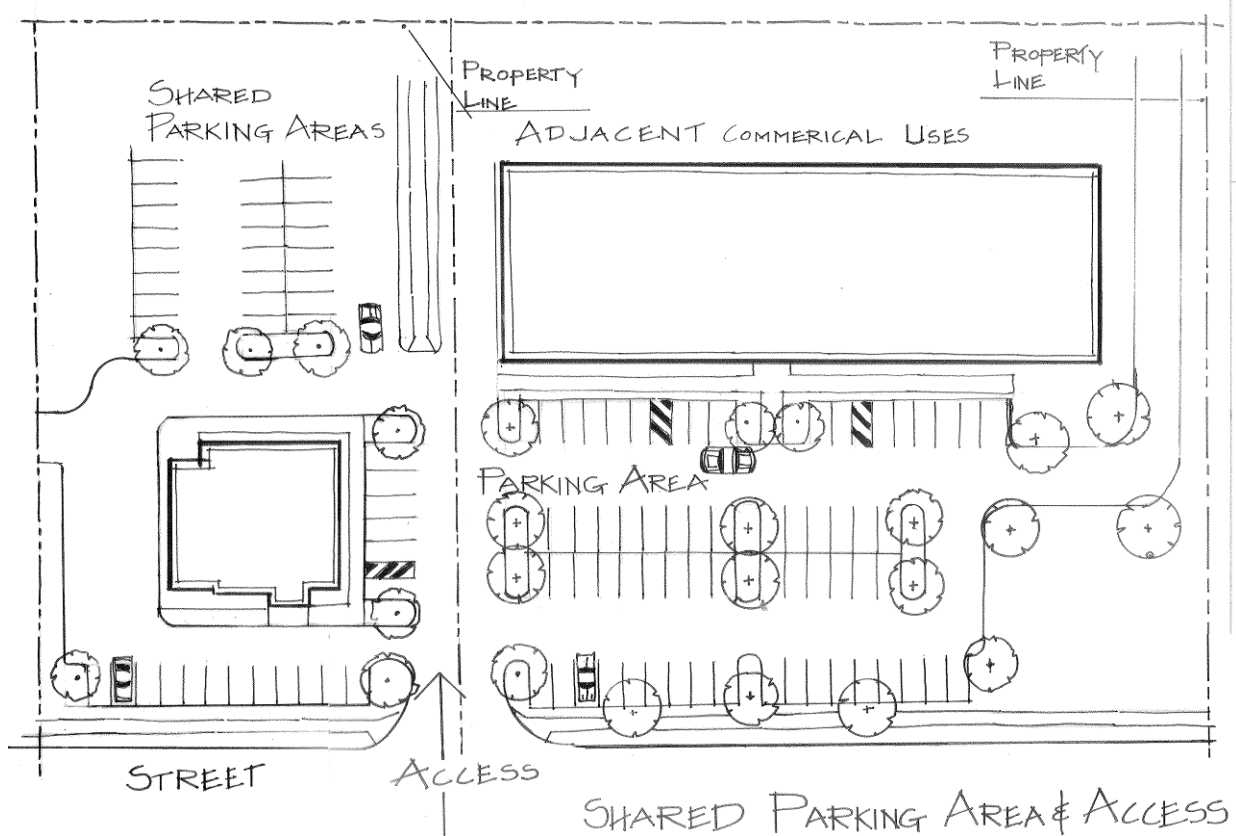 SHARED
PARKING AREAS
PROPERTY
LINE
PROPERTY
LINE
ADJACENT COMMERICAL USES
PARKING AREA
STREET
ACCESS
SHARED PARKING AREA & ACCESS